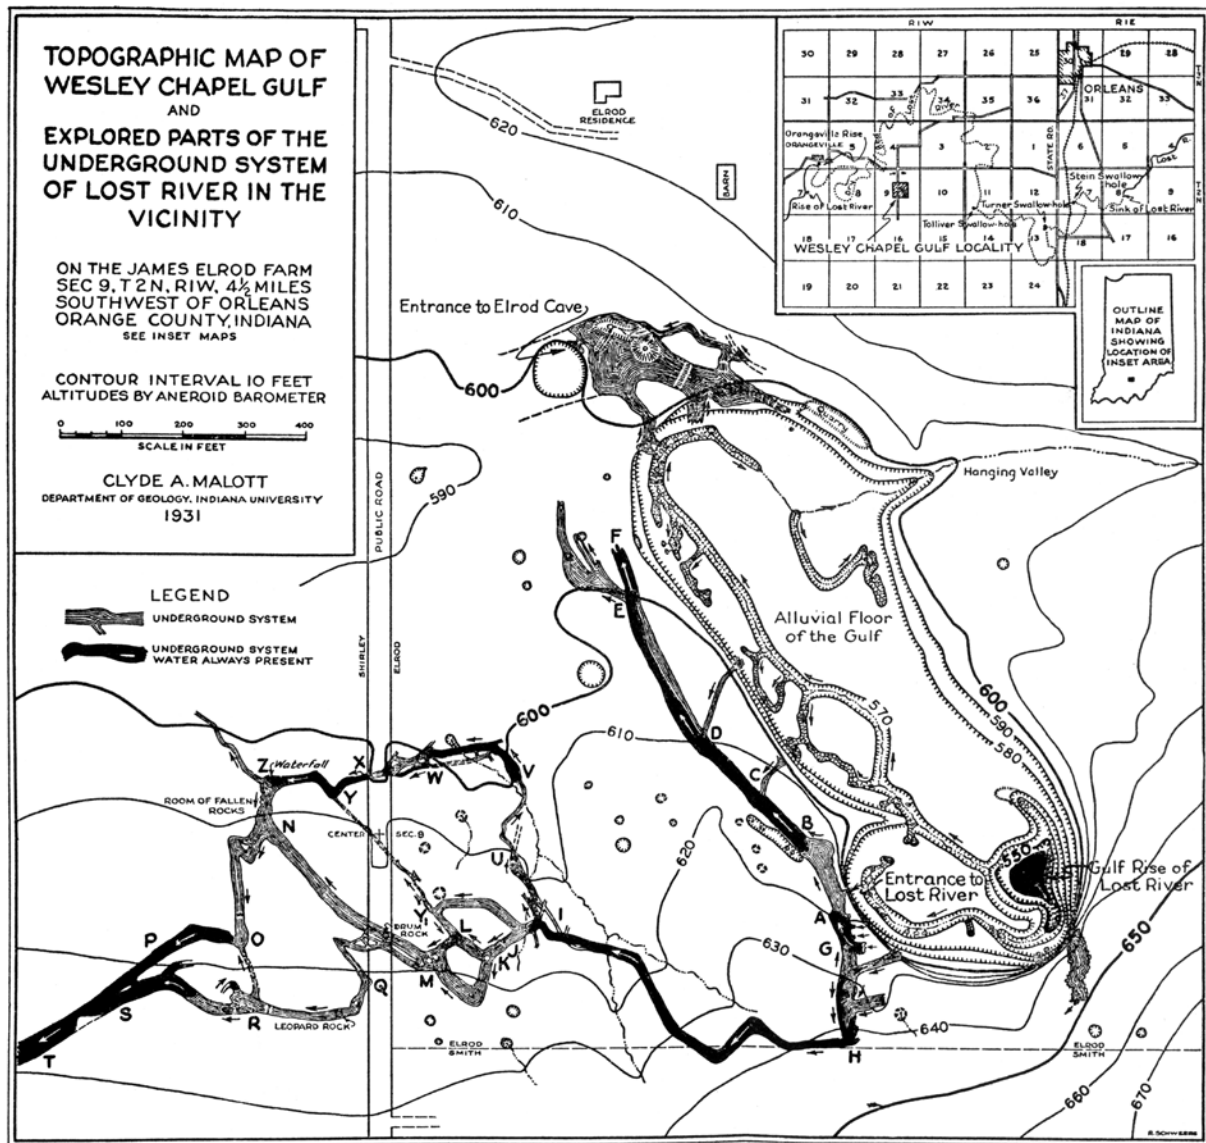 TOPOGRAPHIC MAP OF
WESLEY CHAPEL GULF
AND
EXPLORED PARTS OF THE
UNDERGROUND SYSTEM
OF LOST RIVER IN THE
VICINITY
ON THE JAMES ELROD FARM
SEC 9, T 2 N, R I W, 4½ MILES
SOUTHWEST OF ORLEANS
ORANGE COUNTY, INDIANA
SEE INSET MAPS
CONTOUR INTERVAL 10 FEET
ALTITUDES BY ANEROID BAROMETER
0 100 200 300 400
SCALE IN FEET
CLYDE A. MALOTT
DEPARTMENT OF GEOLOGY, INDIANA UNIVERSITY
1931
LEGEND
UNDERGROUND SYSTEM
UNDERGROUND SYSTEM
WATER ALWAYS PRESENT
R I W R I E
30 29 28 27 26 25 30 29 28
T 3 N
ORLEANS
31 32 33 34 35 36 31 32 33
Lost
River
of
Orangeville Rise
ORANGEVILLE
5 4 3 2 1 6 5 4
STATE RD.
Lost R.
Stein Swallow-
hole
7 8 9 10 11 12 7 8 9
T 2 N
Rise of Lost River
Turner Swallow-hole
Sink of Lost River
Tolliver Swallow-hole
18 17 16 15 14 13 18 17 16
WESLEY CHAPEL GULF LOCALITY
19 20 21 22 23 24
OUTLINE
MAP OF
INDIANA
SHOWING
LOCATION OF
INSET AREA
ELROD
RESIDENCE
BARN
620
610
Entrance to Elrod Cave
600
Quarry
Hanging Valley
590
PUBLIC ROAD
SHIRLEY
ELROD
F
E
Alluvial Floor
of the Gulf
600
590
580
570
600
610
D
C
B
550
Gulf Rise of
Lost River
Entrance to
Lost River
A
G
H
620
630
640
650
660
670
Z
Waterfall
X
W
V
Y
ROOM OF FALLEN
ROCKS
N
CENTER
SEC. 9
U
Y'
I
DRUM
ROCK
L
J
K
M
P
O
Q
S
R
LEOPARD ROCK
T
ELROD
SMITH
ELROD
SMITH